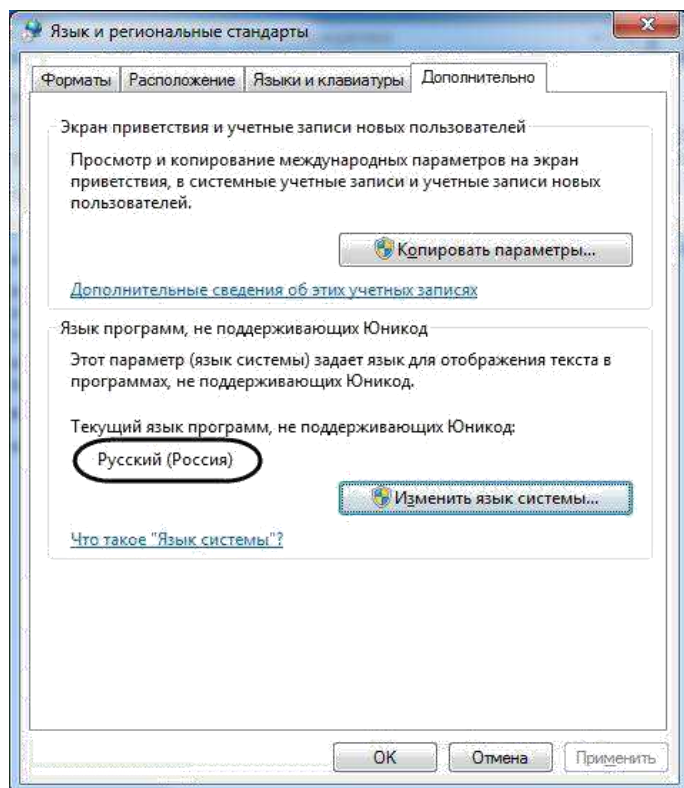 Язык и региональные стандарты
Форматы Расположение Языки и клавиатуры Дополнительно
Экран приветствия и учетные записи новых пользователей
Просмотр и копирование международных параметров на экран
приветствия, в системные учетные записи и учетные записи новых
пользователей.
Копировать параметры...
Дополнительные сведения об этих учетных записях
Язык программ, не поддерживающих Юникод
Этот параметр (язык системы) задает язык для отображения текста в
программах, не поддерживающих Юникод.
Текущий язык программ, не поддерживающих Юникод:
Русский (Россия)
Изменить язык системы...
Что такое "Язык системы"?
ОК Отмена Применить